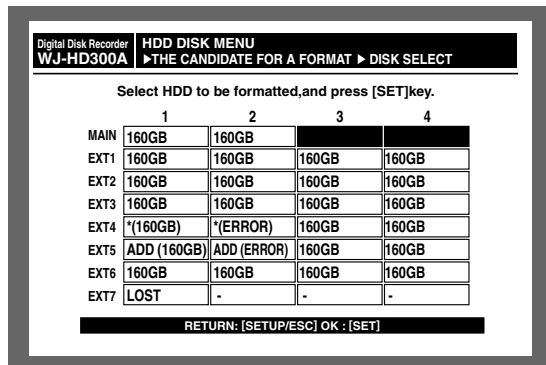 Digital Disk Recorder HDD DISK MENU
WJ-HD300A ▶THE CANDIDATE FOR A FORMAT ▶ DISK SELECT
Select HDD to be formatted,and press [SET]key.
1 2 3 4
MAIN 160GB 160GB
EXT1 160GB 160GB 160GB 160GB
EXT2 160GB 160GB 160GB 160GB
EXT3 160GB 160GB 160GB 160GB
EXT4 *(160GB) *(ERROR) 160GB 160GB
EXT5 ADD (160GB) ADD (ERROR) 160GB 160GB
EXT6 160GB 160GB 160GB 160GB
EXT7 LOST - - -
RETURN: [SETUP/ESC] OK : [SET]